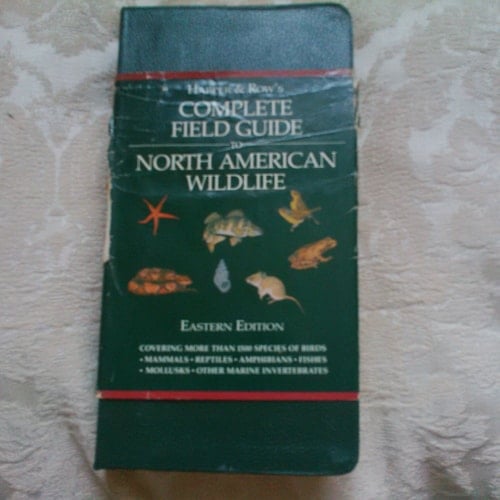 HARPER & ROW'S
COMPLETE
FIELD GUIDE
TO
NORTH AMERICAN
WILDLIFE
EASTERN EDITION
COVERING MORE THAN 1500 SPECIES OF BIRDS
• MAMMALS • REPTILES • AMPHIBIANS • FISHES
• MOLLUSKS • OTHER MARINE INVERTEBRATES